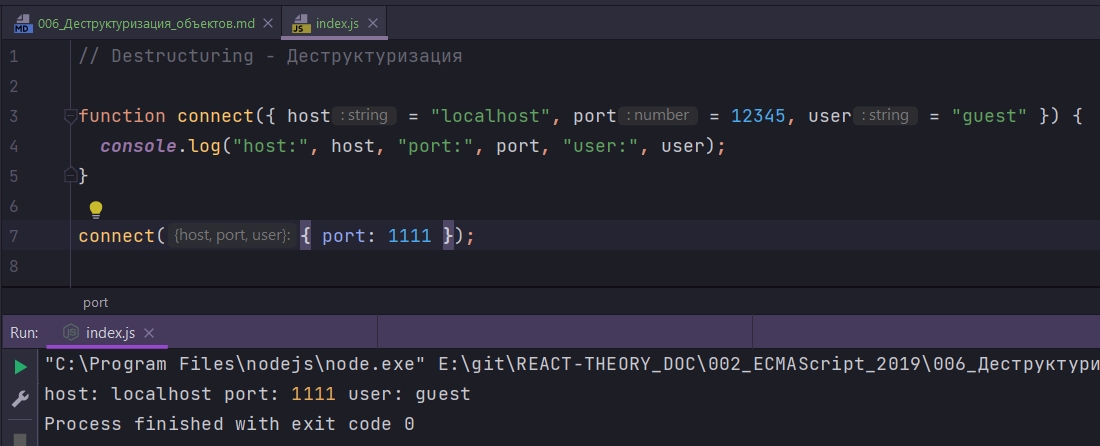 006_Деструктуризация_объектов.md index.js
1 // Destructuring - Деструктуризация
2
3 function connect({ host : string = "localhost", port : number = 12345, user : string = "guest" }) {
4 console.log("host:", host, "port:", port, "user:", user);
5 }
6
7 connect( {host, port, user}: { port: 1111 });
8
port
Run: index.js
"C:\Program Files\nodejs\node.exe" E:\git\REACT-THEORY_DOC\002_ECMAScript_2019\006_Деструктури
host: localhost port: 1111 user: guest
Process finished with exit code 0